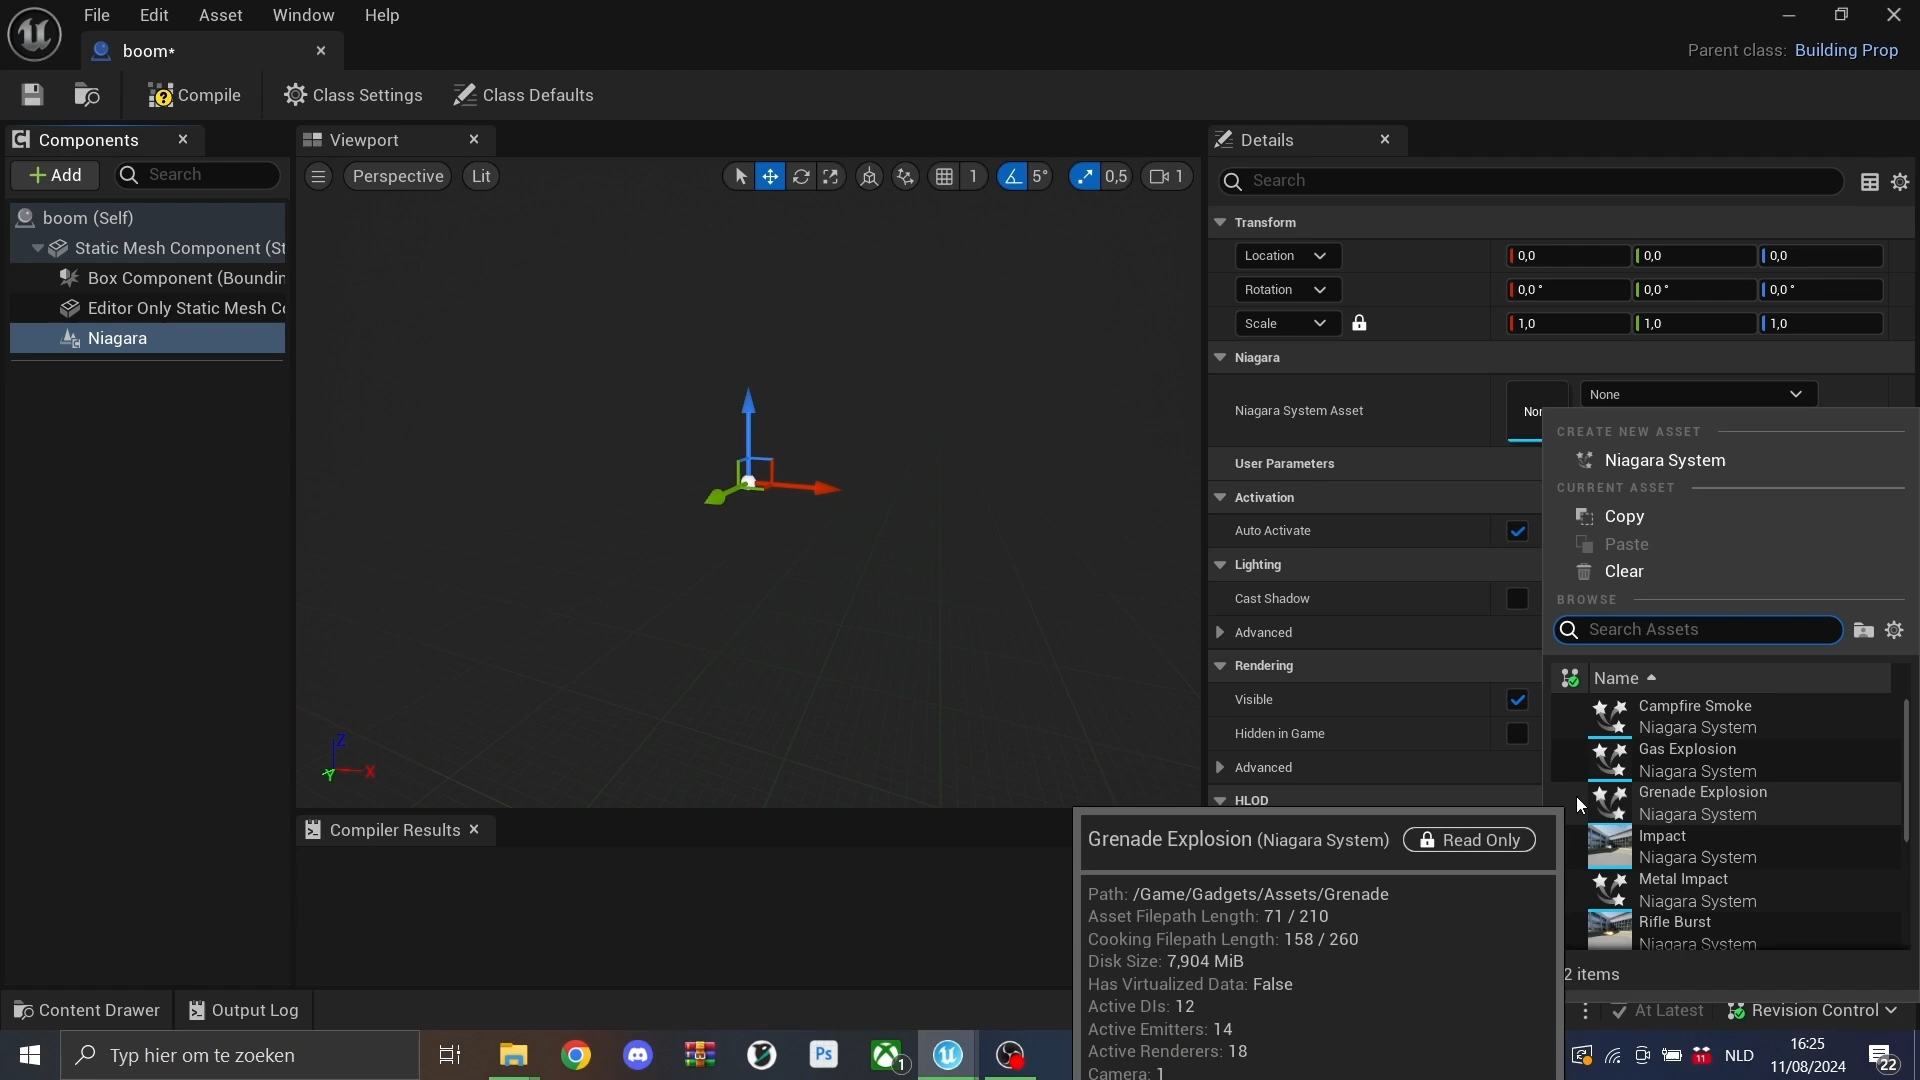 File Edit Asset Window Help
boom*
Parent class: Building Prop
Compile Class Settings Class Defaults
Components
Viewport
Details
Add
Search
Perspective
Lit
1
5°
0,5
1
Search
boom (Self)
Static Mesh Component (St
Box Component (Boundin
Editor Only Static Mesh Co
Niagara
Transform
Location 0,0 0,0 0,0
Rotation 0,0 ° 0,0 ° 0,0 °
Scale 1,0 1,0 1,0
Niagara
Niagara System Asset
None
User Parameters
Activation
Auto Activate
Lighting
Cast Shadow
Advanced
Rendering
Visible
Hidden in Game
Advanced
HLOD
CREATE NEW ASSET
Niagara System
CURRENT ASSET
Copy
Paste
Clear
BROWSE
Search Assets
Name
Campfire Smoke
Niagara System
Gas Explosion
Niagara System
Grenade Explosion
Niagara System
Impact
Niagara System
Metal Impact
Niagara System
Rifle Burst
Niagara System
2 items
Z
Y
X
Compiler Results
Grenade Explosion (Niagara System) Read Only
Path: /Game/Gadgets/Assets/Grenade
Asset Filepath Length: 71 / 210
Cooking Filepath Length: 158 / 260
Disk Size: 7,904 MiB
Has Virtualized Data: False
Active DIs: 12
Active Emitters: 14
Active Renderers: 18
Camera: 1
Content Drawer
Output Log
At Latest
Revision Control
Typ hier om te zoeken
Ps
1
11
NLD
16:25
11/08/2024
22